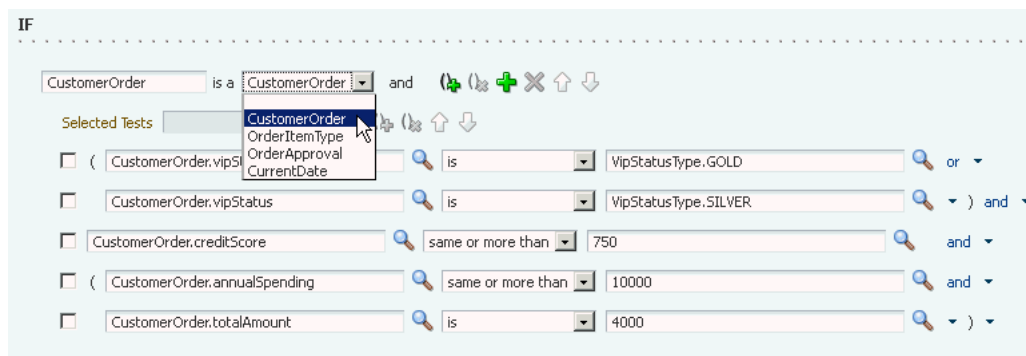 IF
CustomerOrder is a CustomerOrder and ()
CustomerOrder
OrderItemType
OrderApproval
CurrentDate
Selected Tests
( CustomerOrder.vipS is VipStatusType.GOLD or
CustomerOrder.vipStatus is VipStatusType.SILVER ) and
CustomerOrder.creditScore same or more than 750 and
( CustomerOrder.annualSpending same or more than 10000 and
CustomerOrder.totalAmount is 4000 )